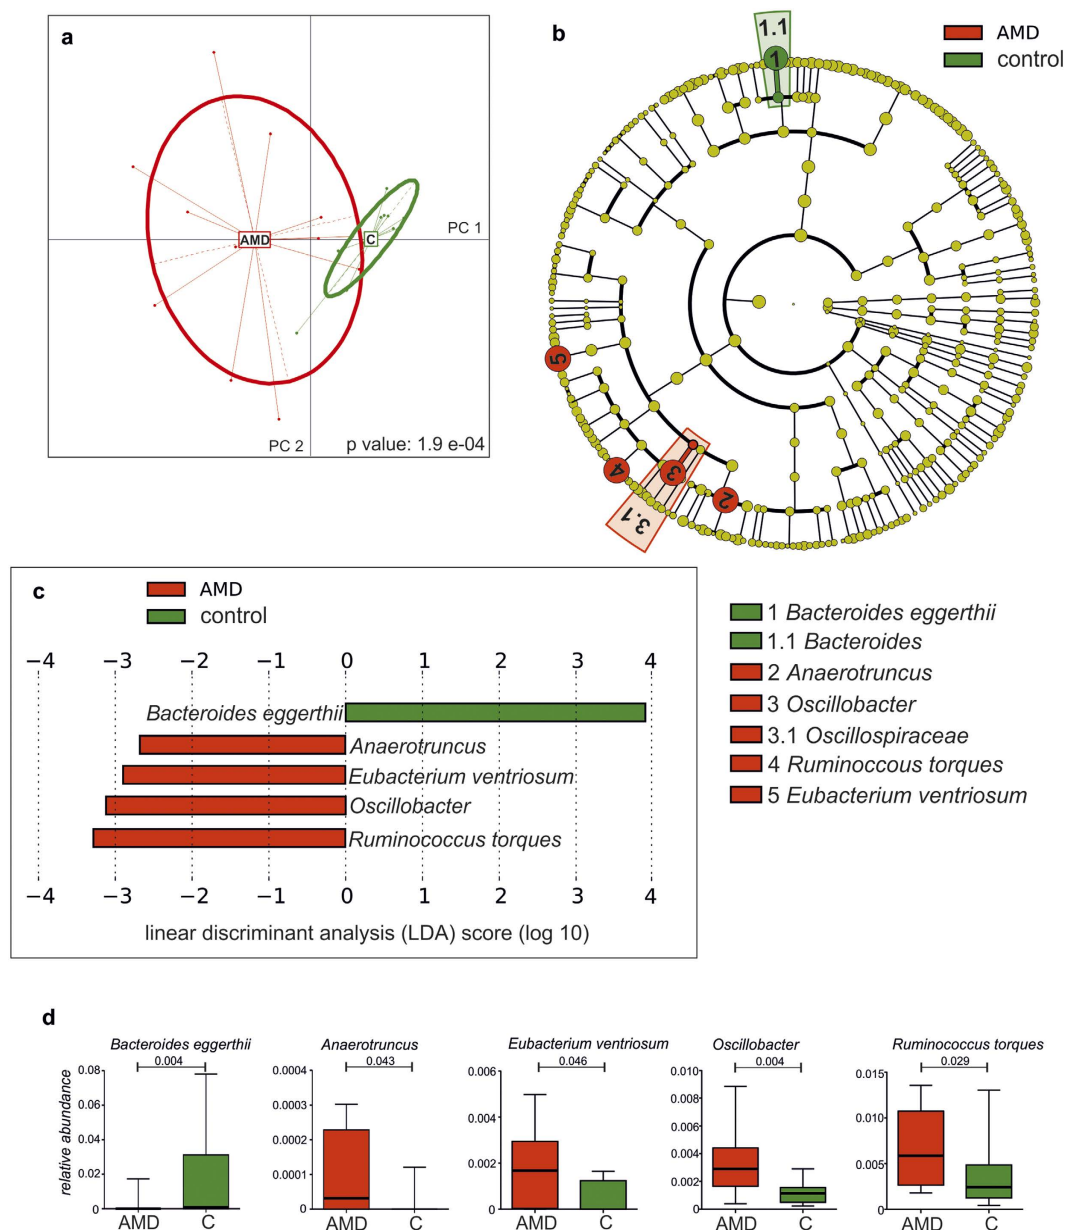 a
AMD
C
PC 1
PC 2
p value: 1.9 e-04
b
AMD
control
1.1
1
5
4
3
3.1
2
c
AMD
control
−4 −3 −2 −1 0 1 2 3 4
Bacteroides eggerthii
Anaerotruncus
Eubacterium ventriosum
Oscillobacter
Ruminococcus torques
−4 −3 −2 −1 0 1 2 3 4
linear discriminant analysis (LDA) score (log 10)
1 Bacteroides eggerthii
1.1 Bacteroides
2 Anaerotruncus
3 Oscillobacter
3.1 Oscillospiraceae
4 Ruminoccous torques
5 Eubacterium ventriosum
d
relative abundance
Bacteroides eggerthii
0.004
0.08
0.06
0.04
0.02
0
AMD C
Anaerotruncus
0.043
0.0004
0.0003
0.0002
0.0001
0
AMD C
Eubacterium ventriosum
0.046
0.006
0.004
0.002
0
AMD C
Oscillobacter
0.004
0.010
0.008
0.006
0.004
0.002
0
AMD C
Ruminococcus torques
0.029
0.015
0.010
0.005
0
AMD C